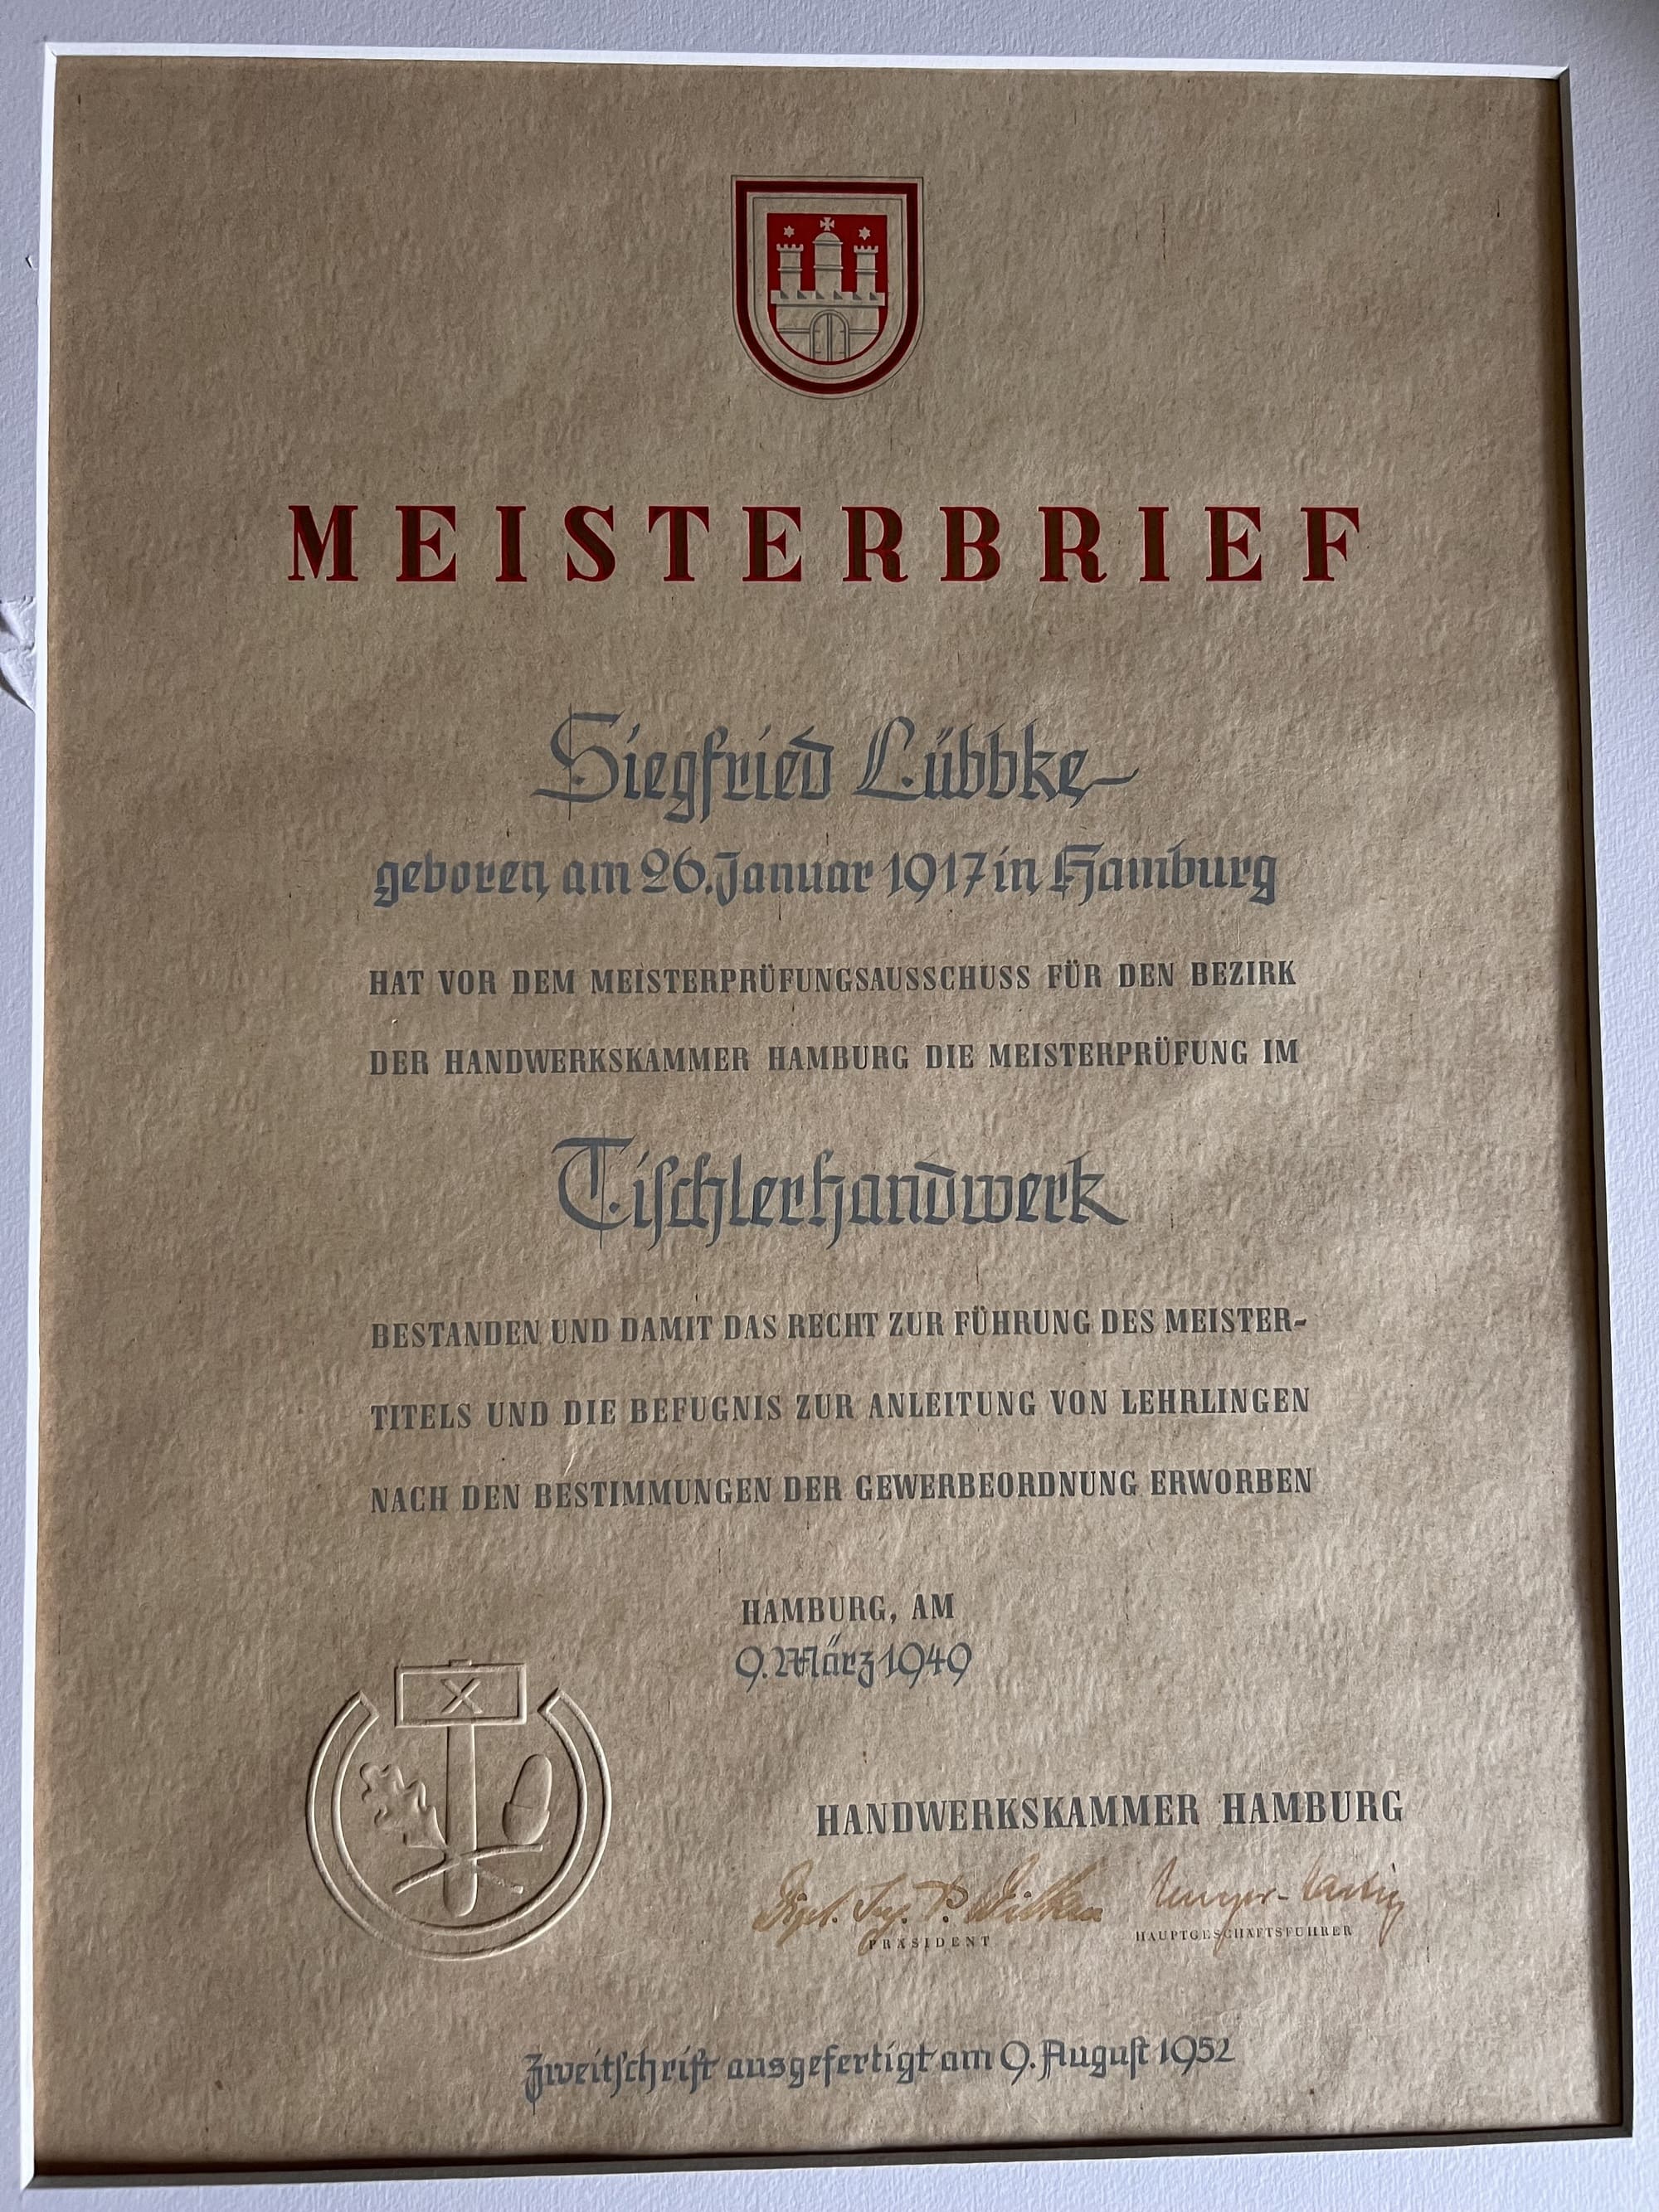 MEISTERBRIEF
Siegfried Lübbke
geboren am 26. Januar 1917 in Hamburg
HAT VOR DEM MEISTERPRÜFUNGSAUSSCHUSS FÜR DEN BEZIRK
DER HANDWERKSKAMMER HAMBURG DIE MEISTERPRÜFUNG IM
Tiſchlerhandwerk
BESTANDEN UND DAMIT DAS RECHT ZUR FÜHRUNG DES MEISTER-
TITELS UND DIE BEFUGNIS ZUR ANLEITUNG VON LEHRLINGEN
NACH DEN BESTIMMUNGEN DER GEWERBEORDNUNG ERWORBEN
HAMBURG, AM
9. März 1949
X
HANDWERKSKAMMER HAMBURG
Dipl. Ing. P.
PRÄSIDENT HAUPTGESCHÄFTSFÜHRER
Zweitſchrift ausgefertigt am 9. Auguſt 1952